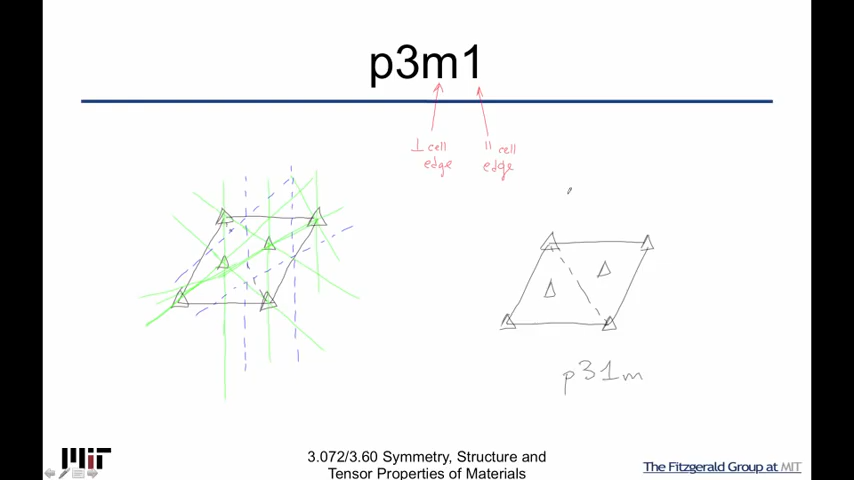 p3m1
⊥ cell
edge
|| cell
edge
p31m
MIT
3.072/3.60 Symmetry, Structure and
Tensor Properties of Materials
The Fitzgerald Group at MIT